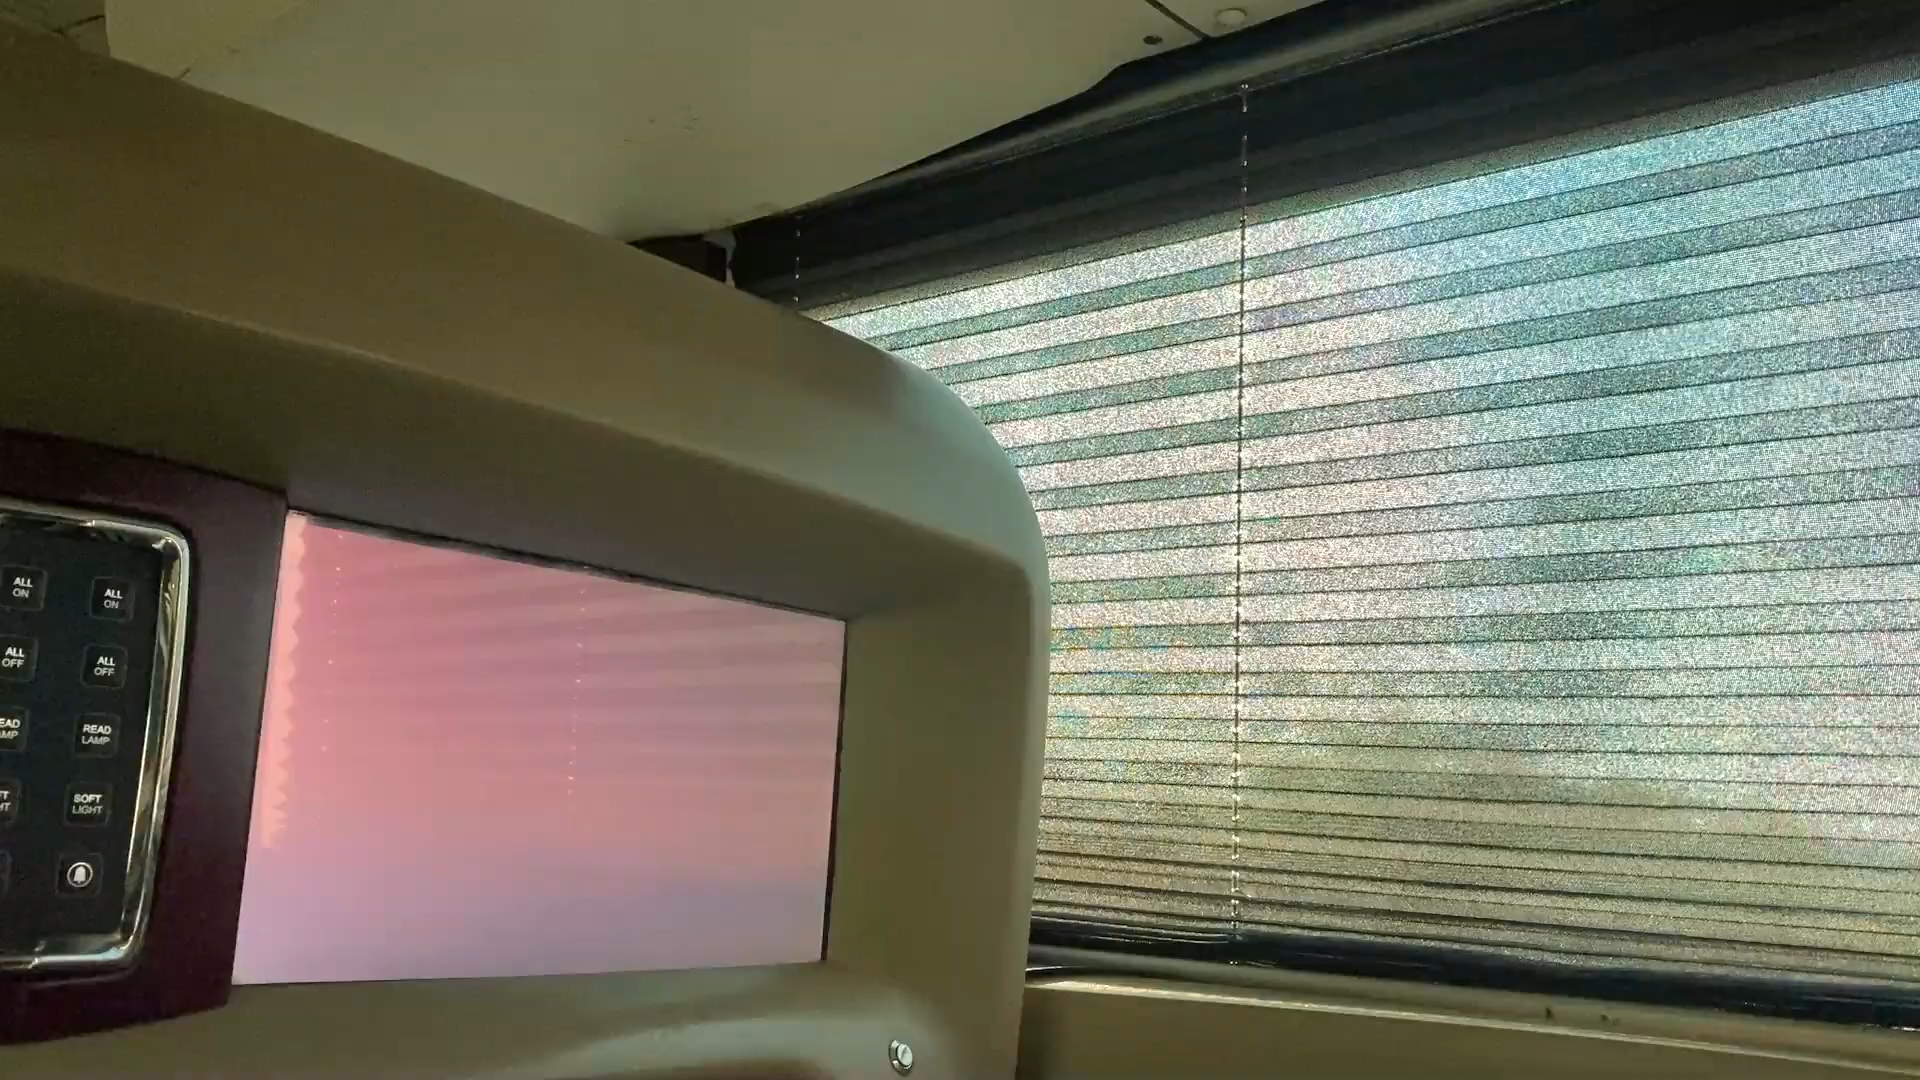 ALL
ON
ALL
ON
ALL
OFF
ALL
OFF
READ
LAMP
SOFT
LIGHT